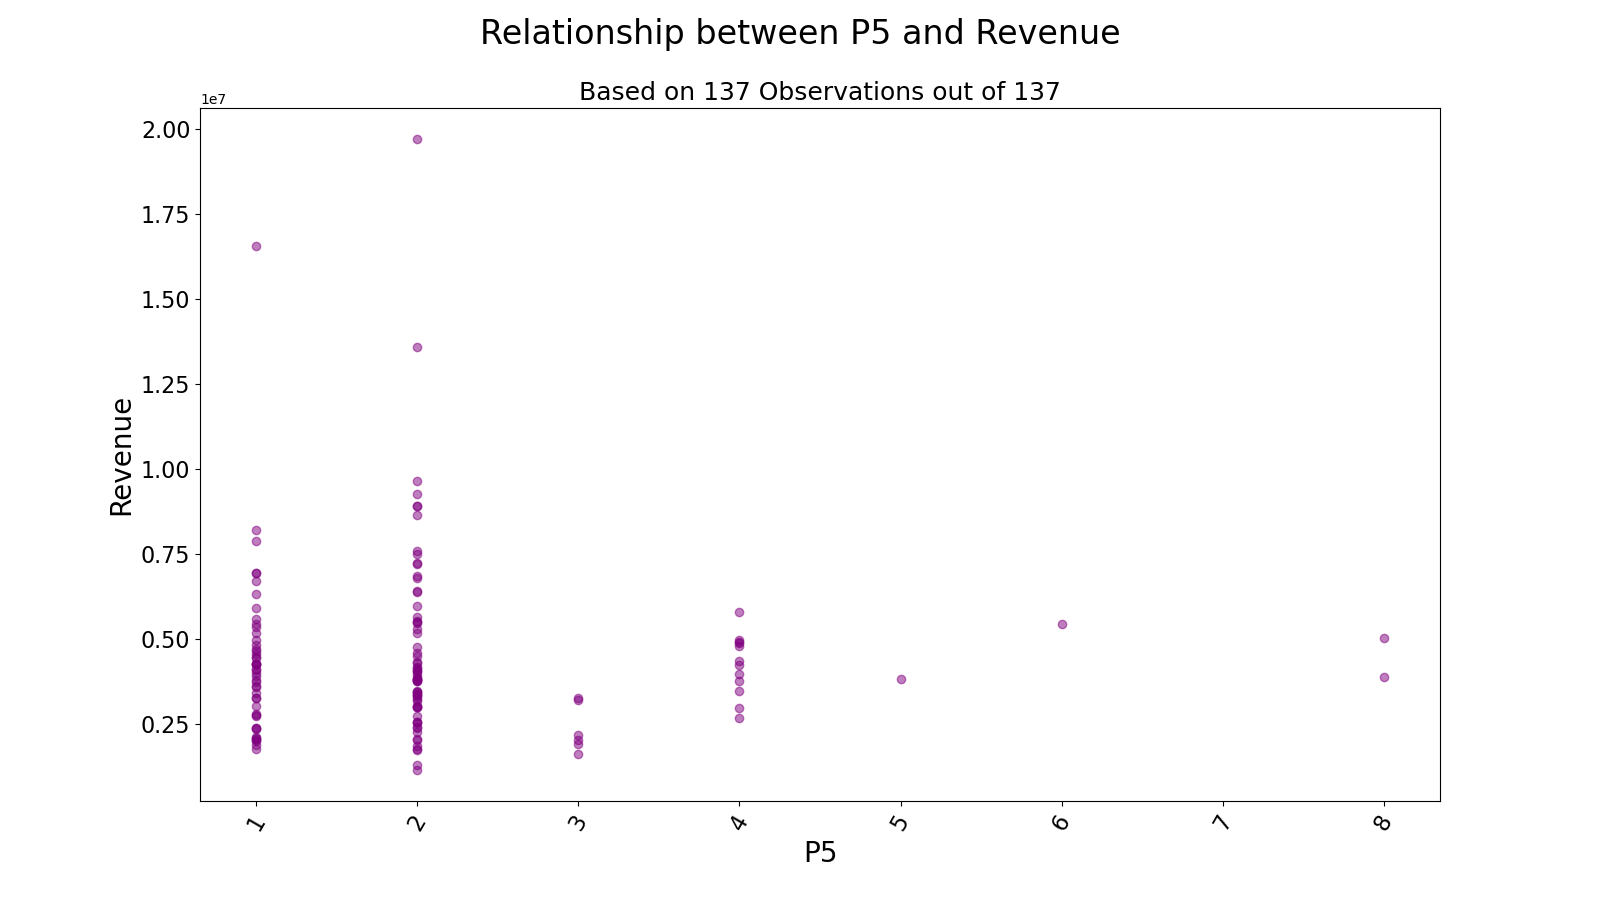 Relationship between P5 and Revenue
Based on 137 Observations out of 137
1e7
2.00
1.75
1.50
1.25
1.00
0.75
0.50
0.25
Revenue
1 2 3 4 5 6 7 8
P5